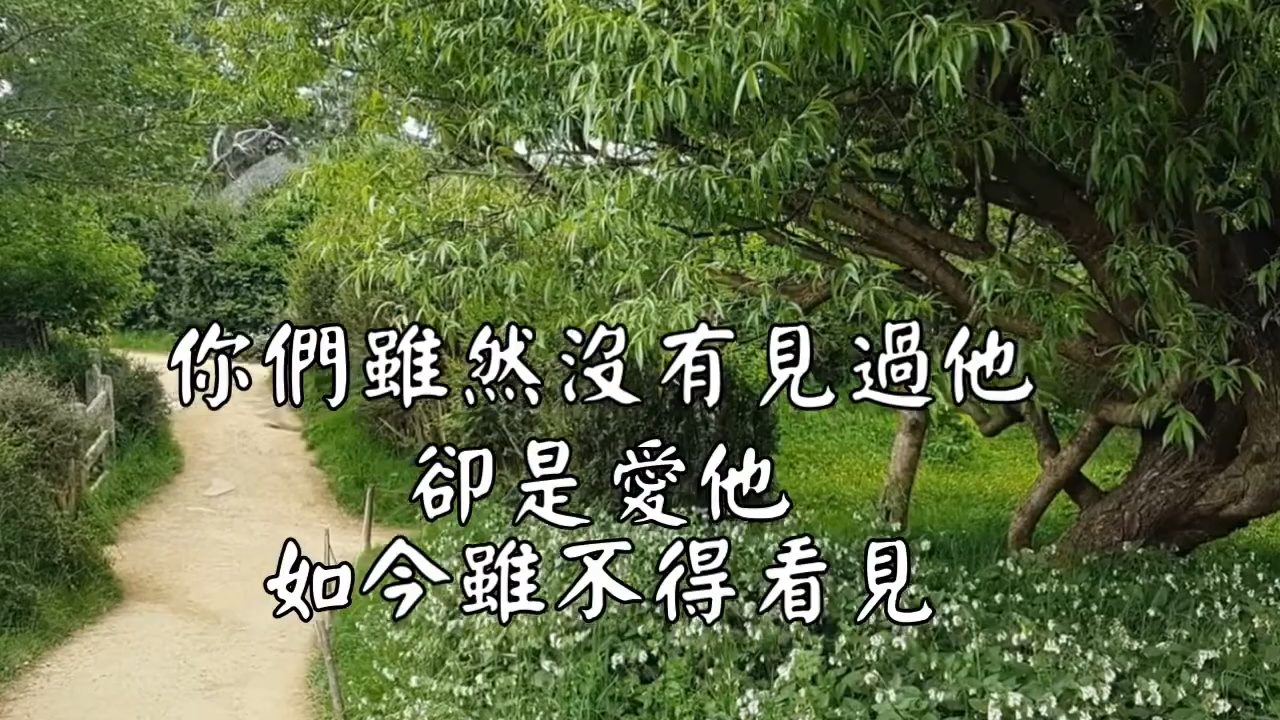 你們雖然沒有見過他
卻是愛他
如今雖不得看見